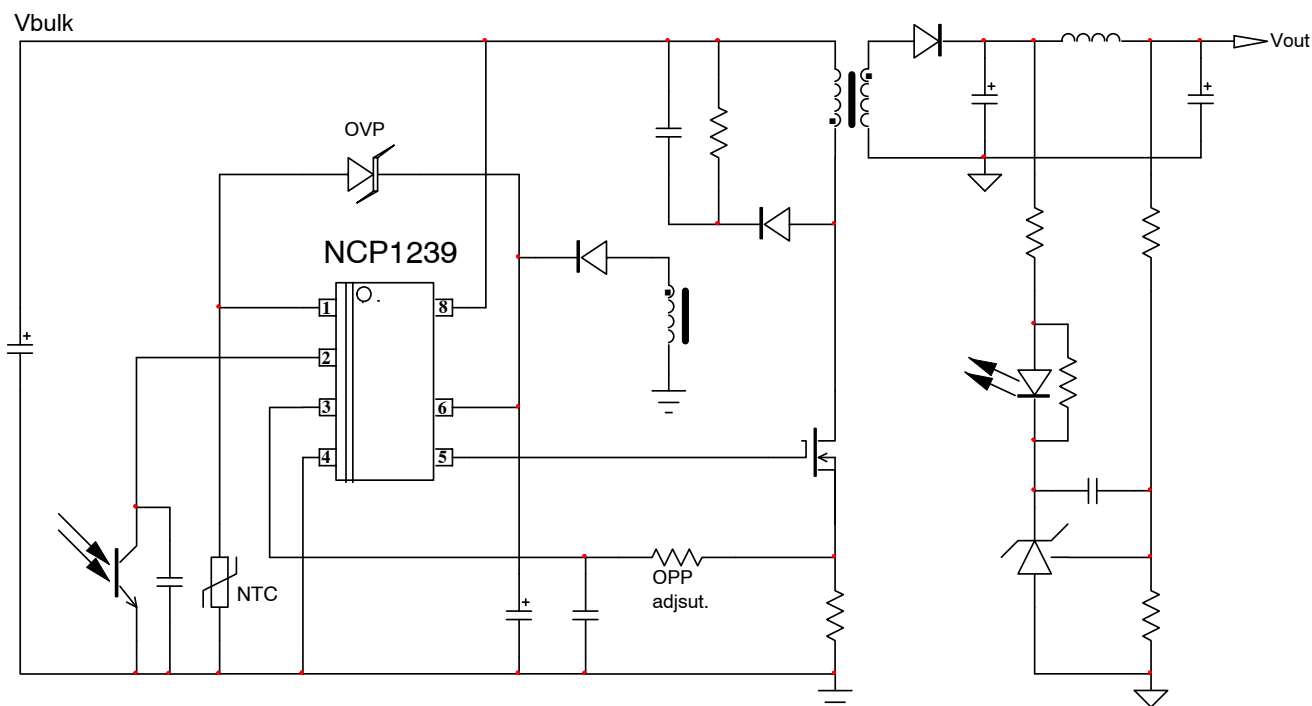 Vbulk
Vout
OVP
NCP1239
1
8
2
3
6
4
5
NTC
OPP
adjsut.
+
+
+
+